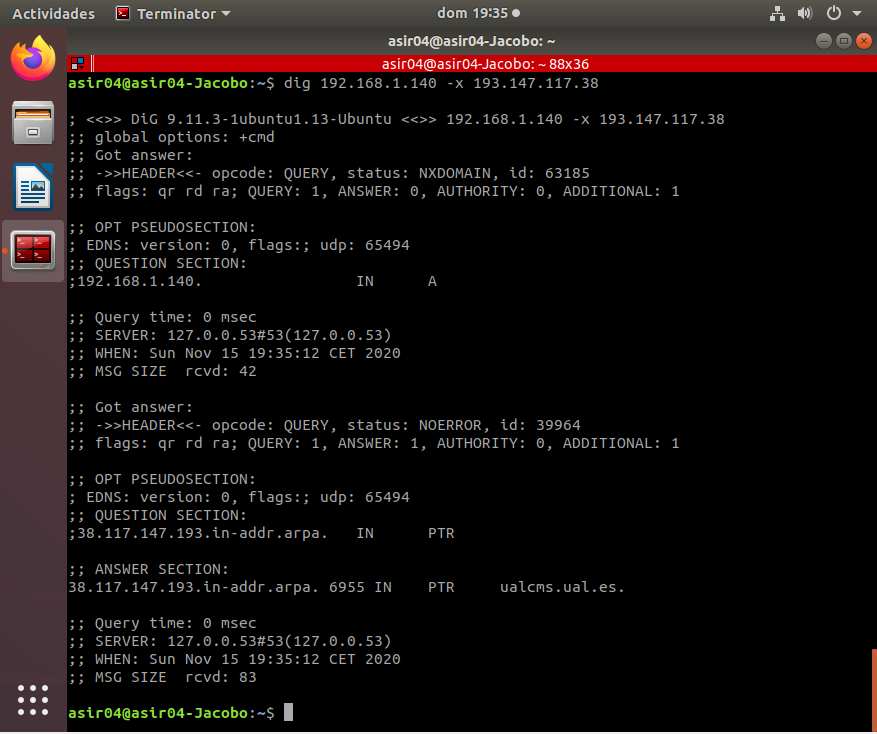 Actividades Terminator dom 19:35
asir04@asir04-Jacobo: ~
asir04@asir04-Jacobo: ~ 88x36
asir04@asir04-Jacobo:~$ dig 192.168.1.140 -x 193.147.117.38
; <<>> DiG 9.11.3-1ubuntu1.13-Ubuntu <<>> 192.168.1.140 -x 193.147.117.38
;; global options: +cmd
;; Got answer:
;; ->>HEADER<<- opcode: QUERY, status: NXDOMAIN, id: 63185
;; flags: qr rd ra; QUERY: 1, ANSWER: 0, AUTHORITY: 0, ADDITIONAL: 1
;; OPT PSEUDOSECTION:
; EDNS: version: 0, flags:; udp: 65494
;; QUESTION SECTION:
;192.168.1.140. IN A
;; Query time: 0 msec
;; SERVER: 127.0.0.53#53(127.0.0.53)
;; WHEN: Sun Nov 15 19:35:12 CET 2020
;; MSG SIZE rcvd: 42
;; Got answer:
;; ->>HEADER<<- opcode: QUERY, status: NOERROR, id: 39964
;; flags: qr rd ra; QUERY: 1, ANSWER: 1, AUTHORITY: 0, ADDITIONAL: 1
;; OPT PSEUDOSECTION:
; EDNS: version: 0, flags:; udp: 65494
;; QUESTION SECTION:
;38.117.147.193.in-addr.arpa. IN PTR
;; ANSWER SECTION:
38.117.147.193.in-addr.arpa. 6955 IN PTR ualcms.ual.es.
;; Query time: 0 msec
;; SERVER: 127.0.0.53#53(127.0.0.53)
;; WHEN: Sun Nov 15 19:35:12 CET 2020
;; MSG SIZE rcvd: 83
asir04@asir04-Jacobo:~$